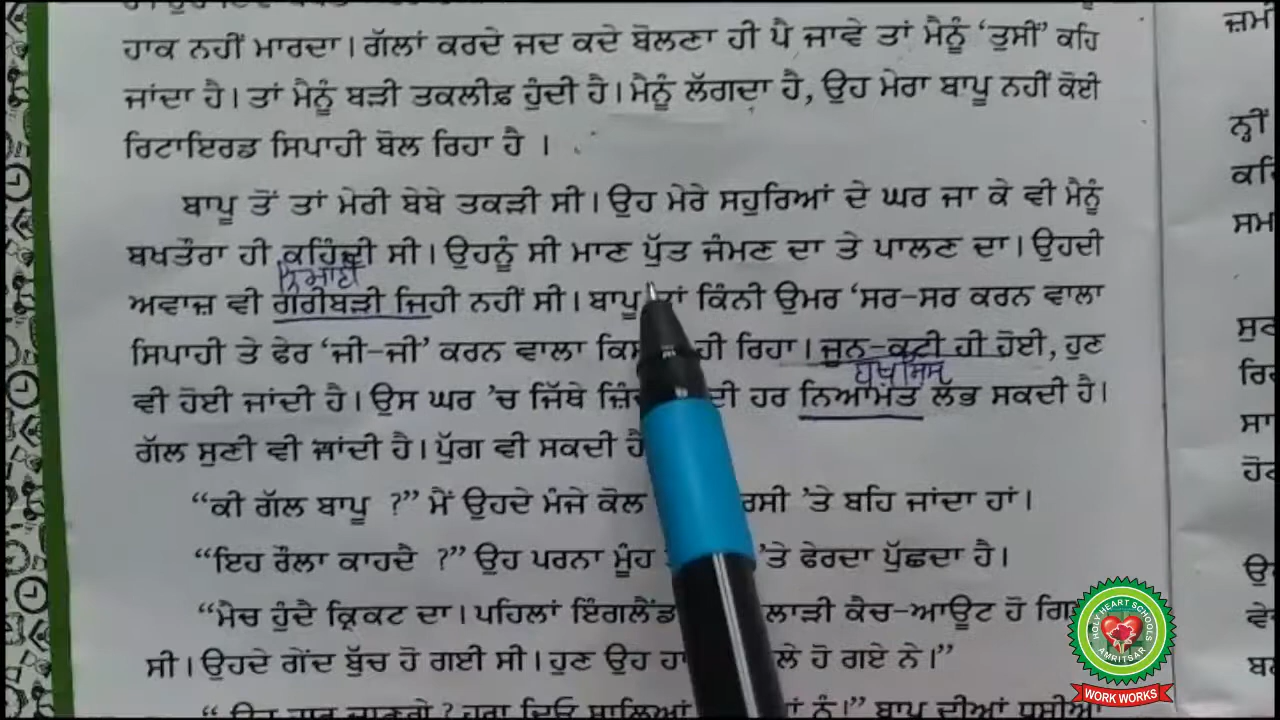 ਹਾਕ ਨਹੀਂ ਮਾਰਦਾ। ਗੱਲਾਂ ਕਰਦੇ ਜਦ ਕਦੇ ਬੋਲਣਾ ਹੀ ਪੈ ਜਾਵੇ ਤਾਂ ਮੈਨੂੰ ‘ਤੁਸੀਂ’ ਕਹਿ
ਜਾਂਦਾ ਹੈ। ਤਾਂ ਮੈਨੂੰ ਬੜੀ ਤਕਲੀਫ਼ ਹੁੰਦੀ ਹੈ। ਮੈਨੂੰ ਲੱਗਦਾ ਹੈ, ਉਹ ਮੇਰਾ ਬਾਪੂ ਨਹੀਂ ਕੋਈ
ਰਿਟਾਇਰਡ ਸਿਪਾਹੀ ਬੋਲ ਰਿਹਾ ਹੈ ।
ਬਾਪੂ ਤੋਂ ਤਾਂ ਮੇਰੀ ਬੇਬੇ ਤਕੜੀ ਸੀ। ਉਹ ਮੇਰੇ ਸਹੁਰਿਆਂ ਦੇ ਘਰ ਜਾ ਕੇ ਵੀ ਮੈਨੂੰ
ਬਖਤੌਰਾ ਹੀ ਕਹਿੰਦੀ ਸੀ। ਉਹਨੂੰ ਸੀ ਮਾਣ ਪੁੱਤ ਜੰਮਣ ਦਾ ਤੇ ਪਾਲਣ ਦਾ। ਉਹਦੀ
ਅਵਾਜ਼ ਵੀ ਗਰੀਬੜੀ ਜਿਹੀ ਨਹੀਂ ਸੀ। ਬਾਪੂ ਤਾਂ ਕਿੰਨੀ ਉਮਰ ‘ਸਰ-ਸਰ ਕਰਨ ਵਾਲਾ
ਸਿਪਾਹੀ ਤੇ ਫੇਰ ‘ਜੀ-ਜੀ’ ਕਰਨ ਵਾਲਾ ਹੀ ਰਿਹਾ। ਜੂਨ-ਕਟੀ ਹੀ ਹੋਈ, ਹੁਣ
ਬਖਸ਼ਿਸ਼
ਵੀ ਹੋਈ ਜਾਂਦੀ ਹੈ। ਉਸ ਘਰ ’ਚ ਜਿੱਥੇ ਦੀ ਹਰ ਨਿਆਮਤ ਲੱਭ ਸਕਦੀ ਹੈ।
ਗੱਲ ਸੁਣੀ ਵੀ ਜਾਂਦੀ ਹੈ। ਪੁੱਗ ਵੀ ਸਕਦੀ ਹੈ
“ਕੀ ਗੱਲ ਬਾਪੂ ?” ਮੈਂ ਉਹਦੇ ਮੰਜੇ ਕੋਲ ’ਤੇ ਬਹਿ ਜਾਂਦਾ ਹਾਂ।
“ਇਹ ਰੌਲਾ ਕਾਹਦੈ ?” ਉਹ ਪਰਨਾ ਮੂੰਹ ’ਤੇ ਫੇਰਦਾ ਪੁੱਛਦਾ ਹੈ।
“ਮੈਚ ਹੁੰਦੈ ਕ੍ਰਿਕਟ ਦਾ। ਪਹਿਲਾਂ ਇੰਗਲੈਂਡ ਕੈਚ-ਆਊਟ ਹੋ
ਸੀ। ਉਹਦੇ ਗੇਂਦ ਬੁੱਚ ਹੋ ਗਈ ਸੀ। ਹੁਣ ਉਹ ਹੋ ਗਏ ਨੇ।”
HOLY HEART SCHOOLS
AMRITSAR
WORK WORKS